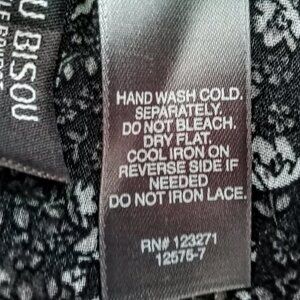 U BISOU
HAND WASH COLD.
SEPARATELY.
DO NOT BLEACH.
DRY FLAT.
COOL IRON ON
REVERSE SIDE IF
NEEDED
DO NOT IRON LACE.
RN# 123271
12575-7